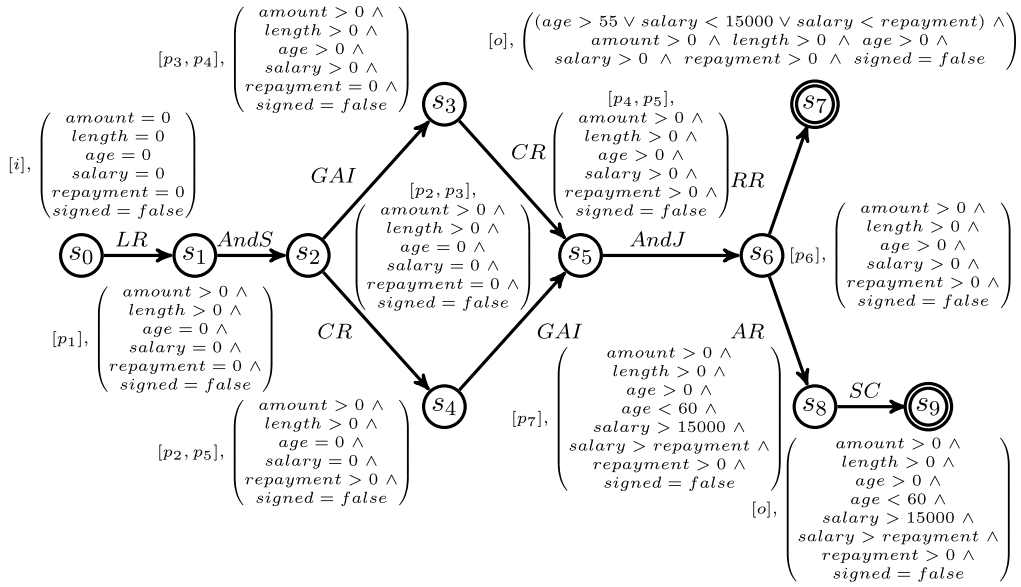 [p3, p4], (amount > 0 ∧
length > 0 ∧
age > 0 ∧
salary > 0 ∧
repayment = 0 ∧
signed = false)
s3
[o], ((age > 55 ∨ salary < 15000 ∨ salary < repayment) ∧
amount > 0 ∧ length > 0 ∧ age > 0 ∧
salary > 0 ∧ repayment > 0 ∧ signed = false)
s7
[i], (amount = 0
length = 0
age = 0
salary = 0
repayment = 0
signed = false)
[p4, p5],
(amount > 0 ∧
length > 0 ∧
age > 0 ∧
salary > 0 ∧
repayment > 0 ∧
signed = false)
GAI
CR
RR
[p2, p3],
(amount > 0 ∧
length > 0 ∧
age = 0 ∧
salary = 0 ∧
repayment = 0 ∧
signed = false)
s0
LR
s1
AndS
s2
s5
AndJ
s6
[p6], (amount > 0 ∧
length > 0 ∧
age > 0 ∧
salary > 0 ∧
repayment > 0 ∧
signed = false)
[p1], (amount > 0 ∧
length > 0 ∧
age = 0 ∧
salary = 0 ∧
repayment = 0 ∧
signed = false)
CR
GAI
AR
[p2, p5], (amount > 0 ∧
length > 0 ∧
age = 0 ∧
salary = 0 ∧
repayment > 0 ∧
signed = false)
s4
[p7], (amount > 0 ∧
length > 0 ∧
age > 0 ∧
age < 60 ∧
salary > 15000 ∧
salary > repayment ∧
repayment > 0 ∧
signed = false)
s8
SC
s9
[o], (amount > 0 ∧
length > 0 ∧
age > 0 ∧
age < 60 ∧
salary > 15000 ∧
salary > repayment ∧
repayment > 0 ∧
signed = false)